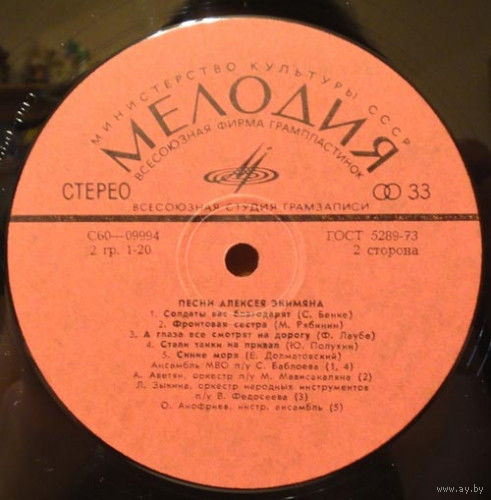 МИНИСТЕРСТВО КУЛЬТУРЫ СССР
МЕЛОДИЯ
ВСЕСОЮЗНАЯ ФИРМА ГРАМПЛАСТИНОК
СТЕРЕО
33
ВСЕСОЮЗНАЯ СТУДИЯ ГРАМЗАПИСИ
С60—09994
ГОСТ 5289-73
2 гр. 1-20
2 сторона
ПЕСНИ АЛЕКСЕЯ ЭКИМЯНА
1. Солдаты вас благодарят (С. Бенке)
2. Фронтовая сестра (М. Рябинин)
3. А глаза все смотрят на дорогу (Ф. Лаубе)
4. Стали танки на привал (Ю. Полухин)
5. Синие моря (Е. Долматовский)
Ансамбль МВО п/у С. Баблоева (1, 4)
А. Аветян, оркестр п/у М. Мависакаляна (2)
Л. Зыкина, оркестр народных инструментов
п/у В. Федосеева (3)
О. Анофриев, инстр. ансамбль (5)
www.ay.by